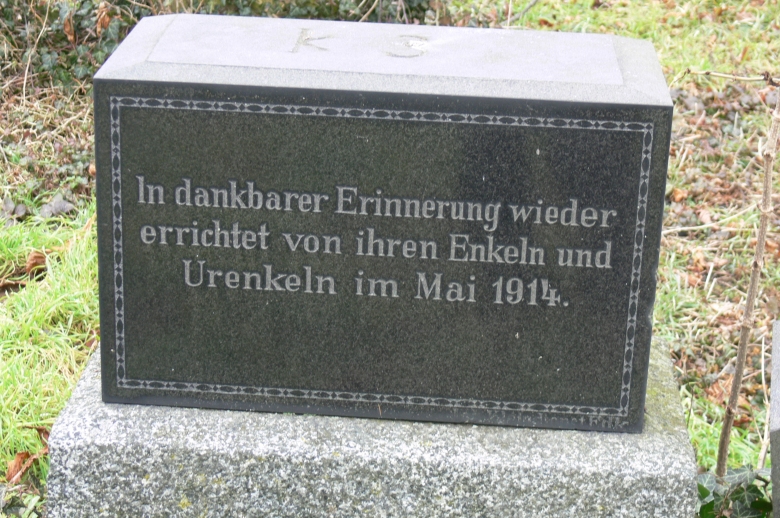 K S
In dankbarer Erinnerung wieder
errichtet von ihren Enkeln und
Urenkeln im Mai 1914.